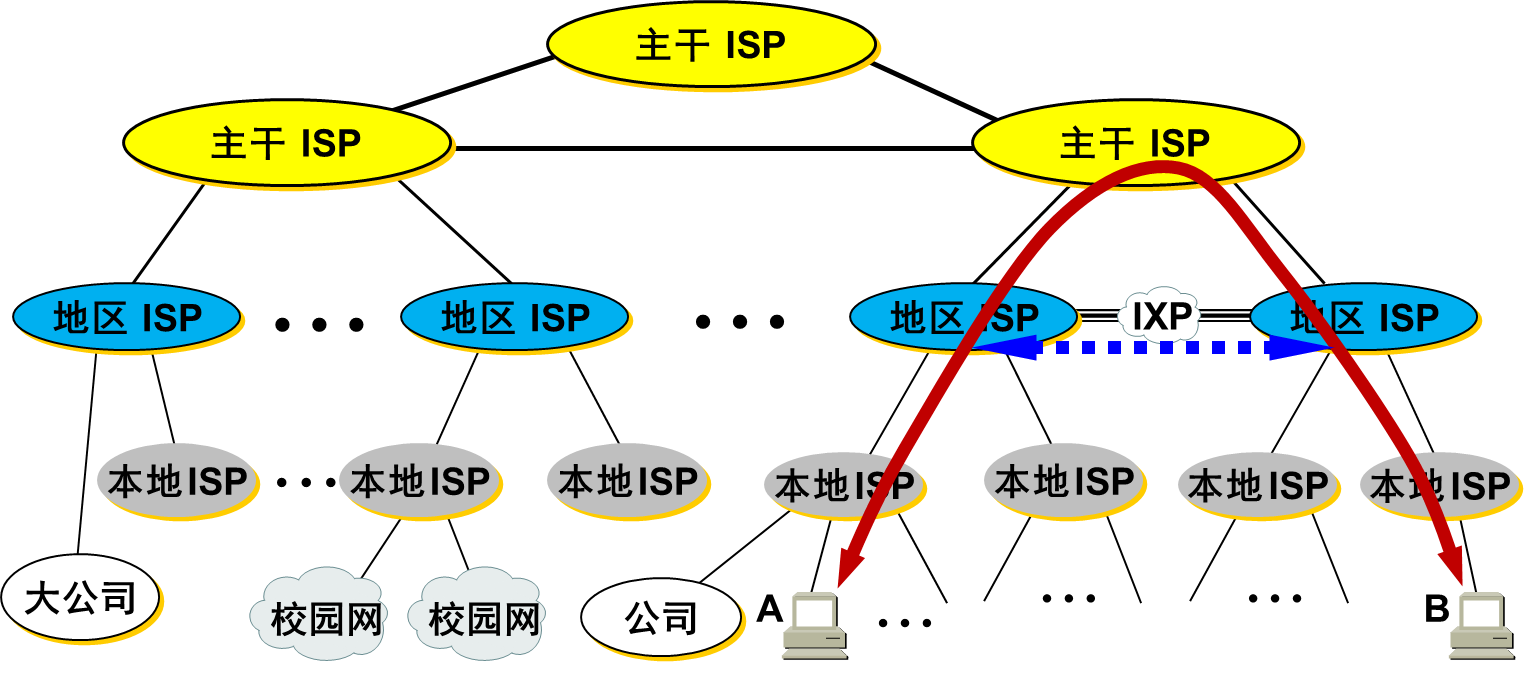 主干 ISP
主干 ISP
主干 ISP
地区 ISP
地区 ISP
地区 ISP
IXP
地区 ISP
本地ISP
本地ISP
本地ISP
本地ISP
本地ISP
本地ISP
本地ISP
大公司
校园网
校园网
公司
A
B